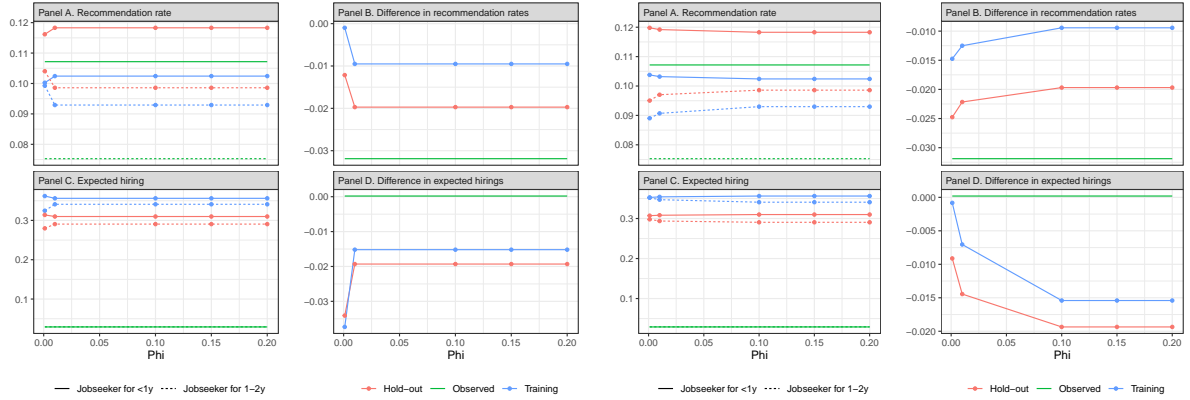 Panel A. Recommendation rate
0.12
0.11
0.10
0.09
0.08
Panel B. Difference in recommendation rates
−0.00
−0.01
−0.02
−0.03
Panel C. Expected hiring
0.3
0.2
0.1
0.00 0.05 0.10 0.15 0.20
Phi
Panel D. Difference in expected hirings
0.00
−0.01
−0.02
−0.03
0.00 0.05 0.10 0.15 0.20
Phi
Jobseeker for <1y Jobseeker for 1−2y
Hold−out Observed Training
Panel A. Recommendation rate
0.12
0.11
0.10
0.09
0.08
Panel B. Difference in recommendation rates
−0.010
−0.015
−0.020
−0.025
−0.030
Panel C. Expected hiring
0.3
0.2
0.1
0.00 0.05 0.10 0.15 0.20
Phi
Panel D. Difference in expected hirings
0.000
−0.005
−0.010
−0.015
−0.020
0.00 0.05 0.10 0.15 0.20
Phi
Jobseeker for <1y Jobseeker for 1−2y
Hold−out Observed Training